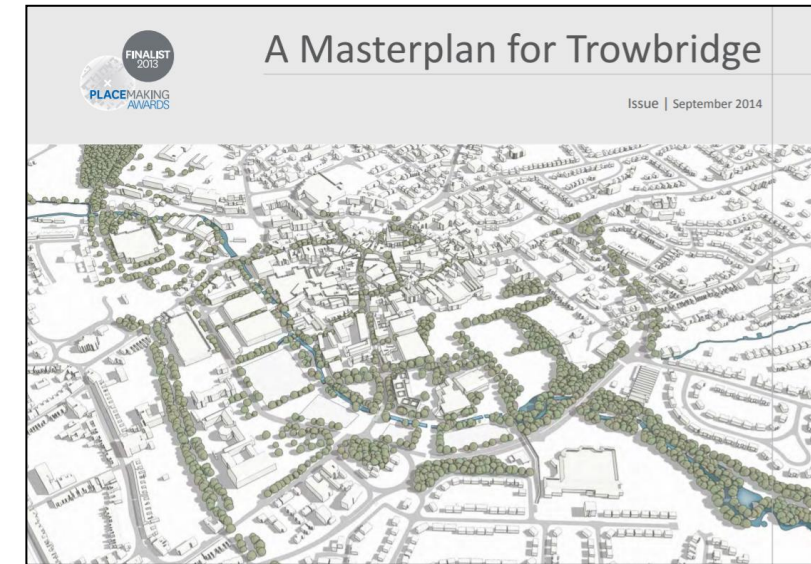 FINALIST
2013
PLACEMAKING
AWARDS
A Masterplan for Trowbridge
Issue | September 2014